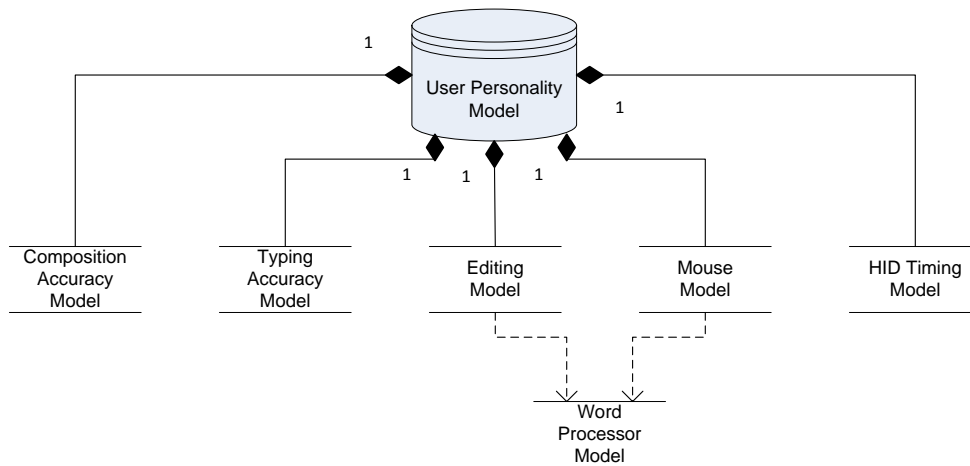 1
User Personality
Model
1
1
1
1
Composition
Accuracy
Model
Typing
Accuracy
Model
Editing
Model
Mouse
Model
HID Timing
Model
Word
Processor
Model